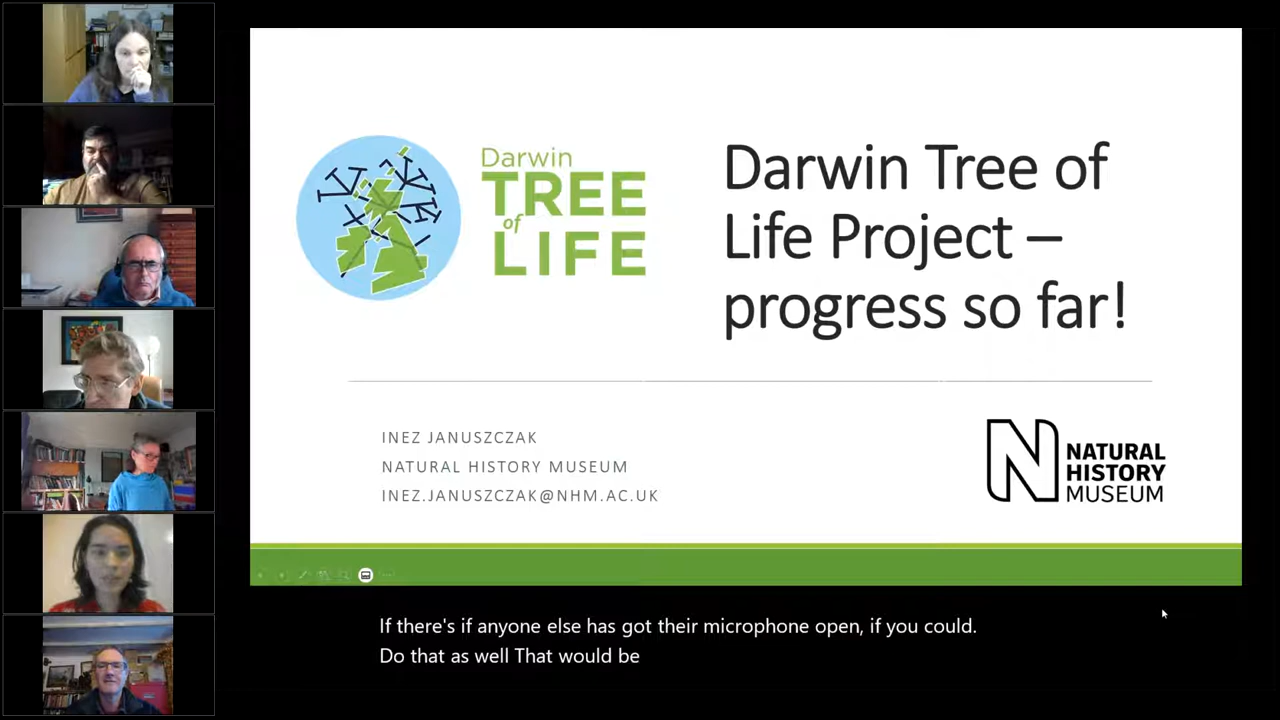 Darwin
TREE
of
LIFE
Darwin Tree of
Life Project –
progress so far!
INEZ JANUSZCZAK
NATURAL HISTORY MUSEUM
INEZ.JANUSZCZAK@NHM.AC.UK
N NATURAL
HISTORY
MUSEUM
If there's if anyone else has got their microphone open, if you could.
Do that as well That would be